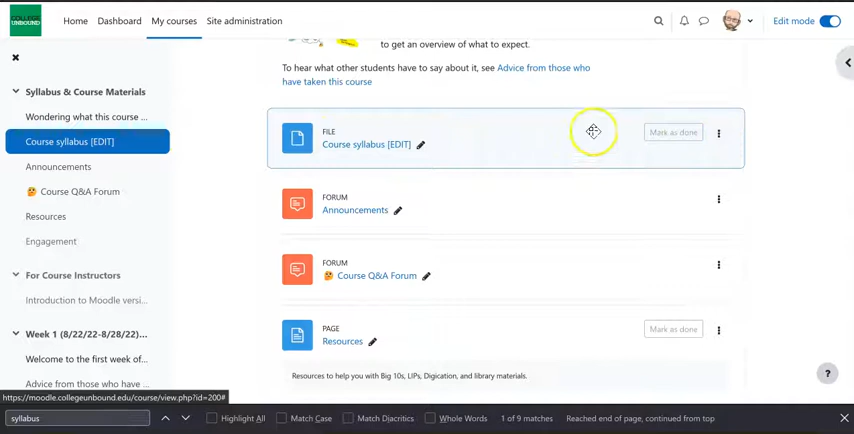 COLLEGE
UNBOUND
Home Dashboard My courses Site administration
Edit mode
to get an overview of what to expect.
To hear what other students have to say about it, see Advice from those who
have taken this course
Syllabus & Course Materials
Wondering what this course ...
Course syllabus [EDIT]
Announcements
Course Q&A Forum
Resources
Engagement
For Course Instructors
Introduction to Moodle versi...
Week 1 (8/22/22-8/28/22)...
Welcome to the first week of...
Advice from those who have ...
FILE
Course syllabus [EDIT]
Mark as done
FORUM
Announcements
FORUM
Course Q&A Forum
PAGE
Resources
Mark as done
Resources to help you with Big 10s, LIPs, Digication, and library materials.
?
https://moodle.collegeunbound.edu/course/view.php?id=200#
syllabus
Highlight All Match Case Match Diacritics Whole Words 1 of 9 matches Reached end of page, continued from top